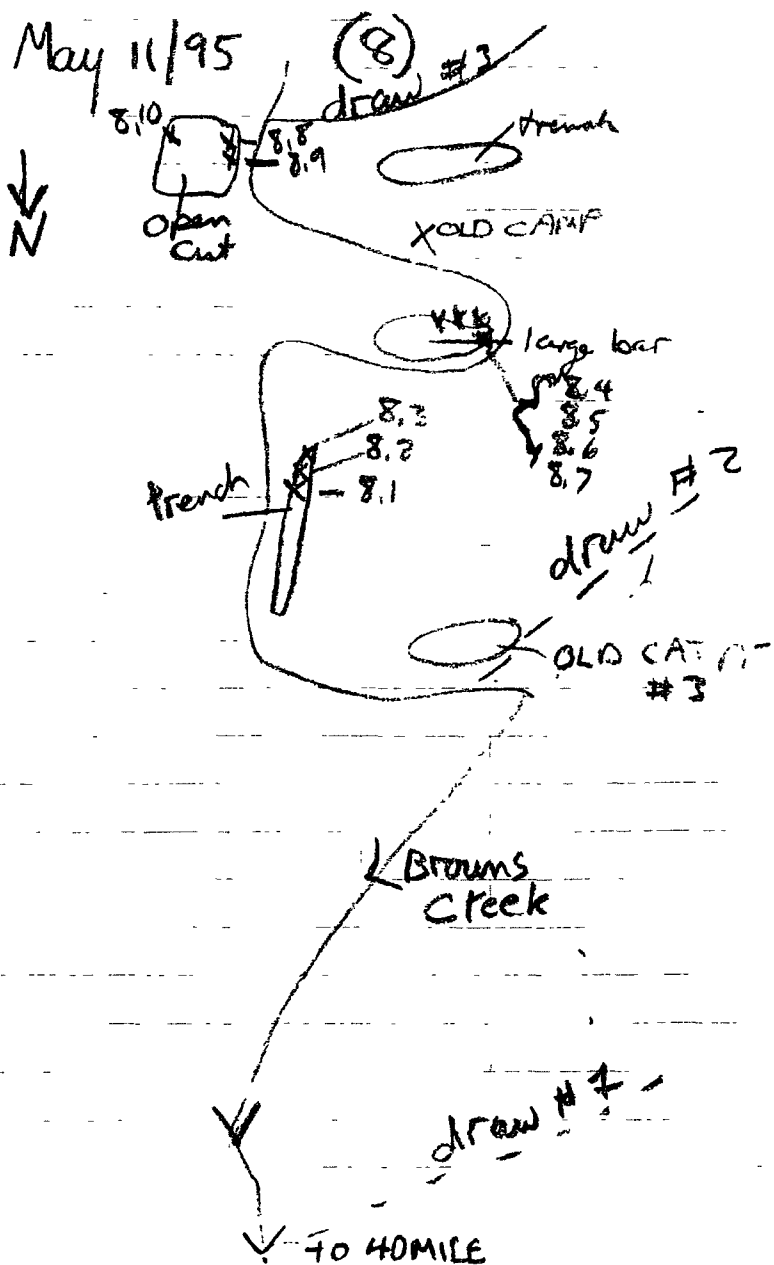 May 11/95
(8)
draw #3
8,10
8,8
8,9
trench
N
Open
Cut
X OLD CAMP
large bar
8,4
8,5
8,6
8,7
8,3
8,2
8,1
trench
draw #2
OLD CAT
#3
Browns
Creek
draw #1
TO 40MILE